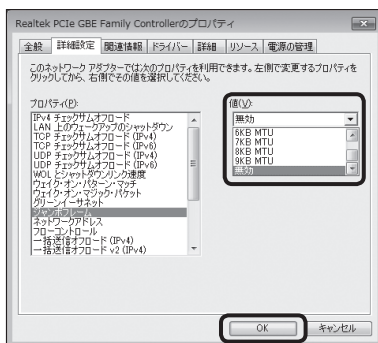 Realtek PCIe GBE Family Controllerのプロパティ
全般
詳細設定
関連情報
ドライバー
詳細
リソース
電源の管理
このネットワーク アダプターでは次のプロパティを利用できます。左側で変更するプロパティを
クリックしてから、右側でその値を選択してください。
プロパティ(P):
IPv4 チェックサムオフロード
LAN 上のウェークアップのシャットダウン
TCP チェックサムオフロード (IPv4)
TCP チェックサムオフロード (IPv6)
UDP チェックサムオフロード (IPv4)
UDP チェックサムオフロード (IPv6)
WOL とシャットダウンリンク速度
ウェイク・オン・パターン・マッチ
ウェイク・オン・マジック・パケット
グリーンイーサネット
ジャンボフレーム
ネットワークアドレス
フローコントロール
一括送信オフロード (IPv4)
一括送信オフロード v2 (IPv4)
値(V):
無効
6KB MTU
7KB MTU
8KB MTU
9KB MTU
無効
OK
キャンセル